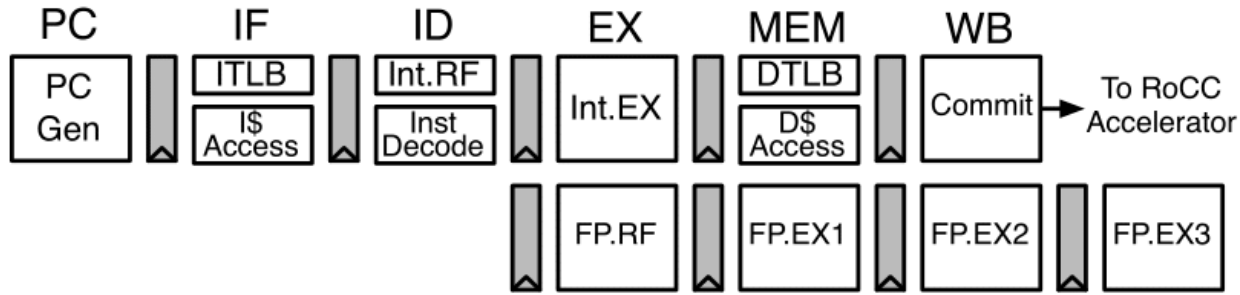 PC IF ID EX MEM WB
PC
Gen
ITLB
I$
Access
Int.RF
Inst
Decode
Int.EX
DTLB
D$
Access
Commit
To RoCC
Accelerator
FP.RF
FP.EX1
FP.EX2
FP.EX3